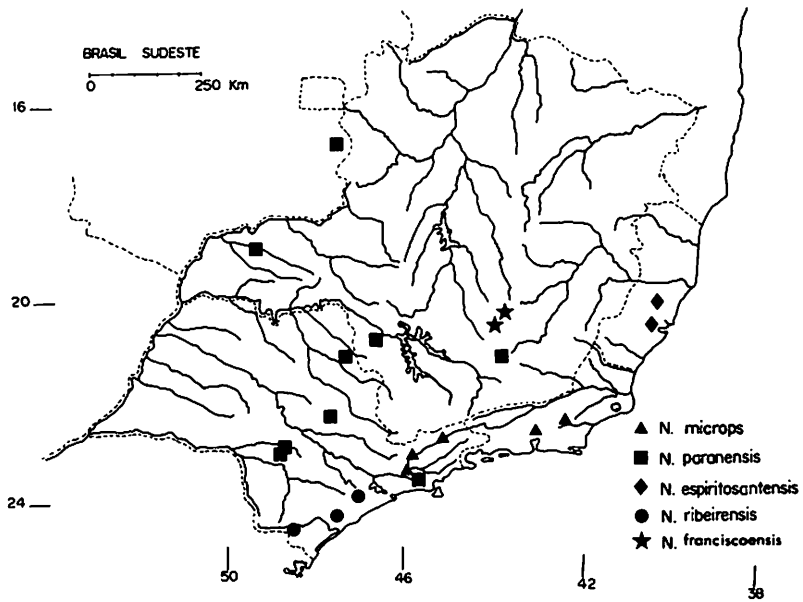 BRASIL SUDESTE
0 250 Km
16
20
24
N. microps
N. paranensis
N. espiritosantensis
N. ribeirensis
N. franciscoensis
50 46 42 38